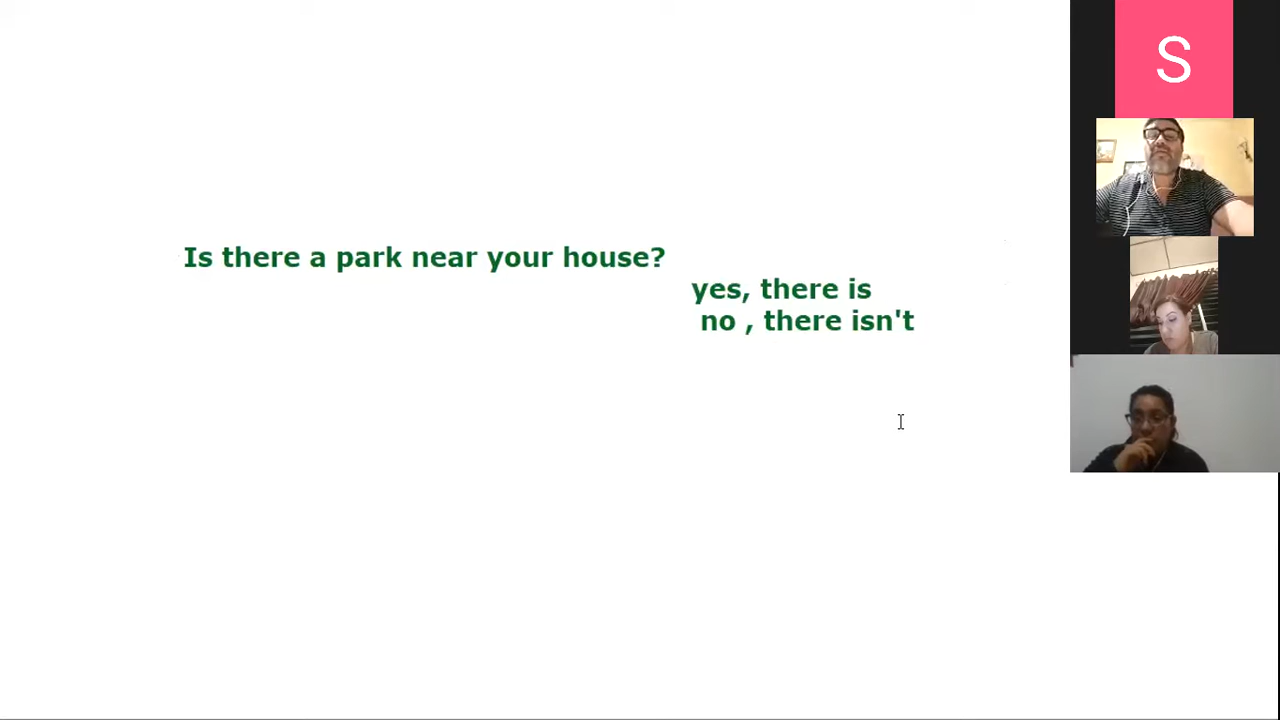 S
Is there a park near your house?
yes, there is
no , there isn't